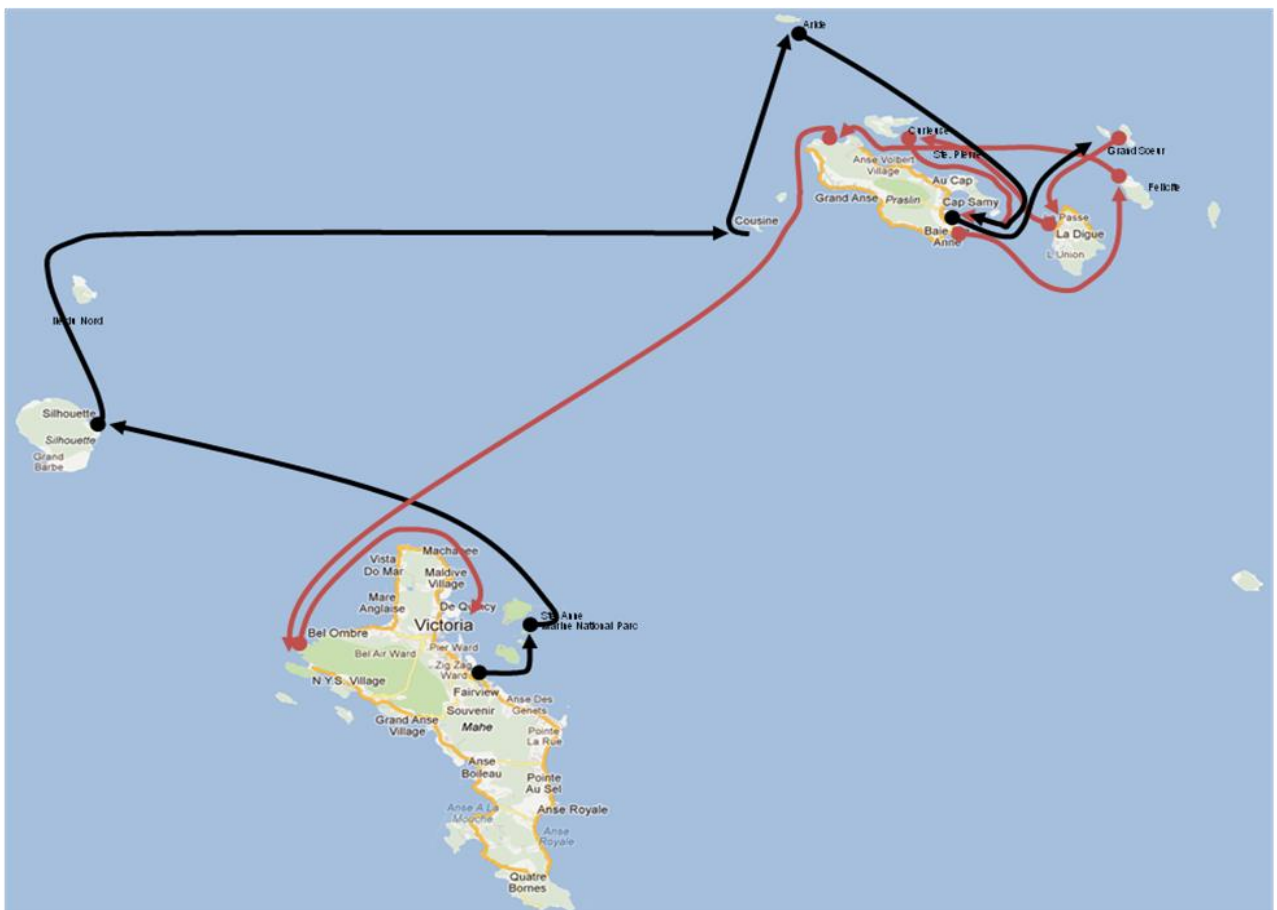 Aride
Curieuse
Grand Soeur
Ste. Pierre
Anse Volbert
Village
Au Cap
Felicite
Grand Anse
Praslin
Cap Samy
Passe
Cousine
Baie
Anne
La Digue
L Union
Ile du Nord
Silhouette
Silhouette
Grand
Barbe
Vista
Do Mar
Machabee
Maldive
Village
Mare
Anglaise
De Quincy
Ste Anne
Marine National Parc
Victoria
Bel Ombre
Pier Ward
Bel Air Ward
Zig Zag
Ward
N.Y.S. Village
Fairview
Anse Des
Genets
Souvenir
Grand Anse
Village
Mahe
Pointe
La Rue
Anse
Boileau
Pointe
Au Sel
Anse A La
Mouche
Anse Royale
Anse
Royale
Quatre
Bornes